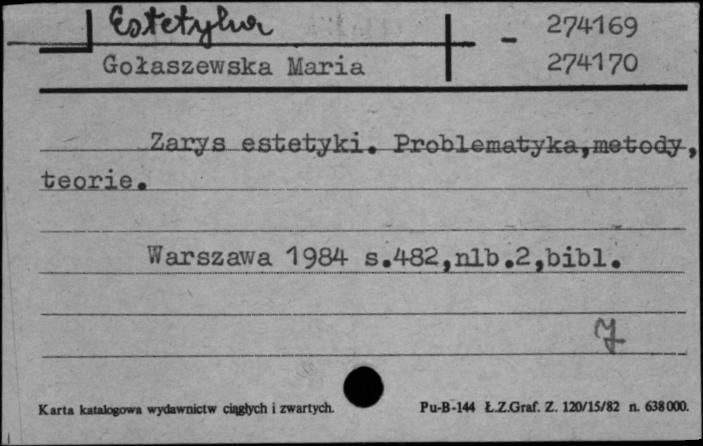 Estetyka
274169
-
Gołaszewska Maria
274170
Zarys estetyki. Problematyka,metody,
teorie.
Warszawa 1984 s.482,nlb.2,bibl.
Karta katalogowa wydawnictw ciągłych i zwartych.
Pu-B-144 Ł.Z.Graf. Z. 120/15/82 n. 638000.